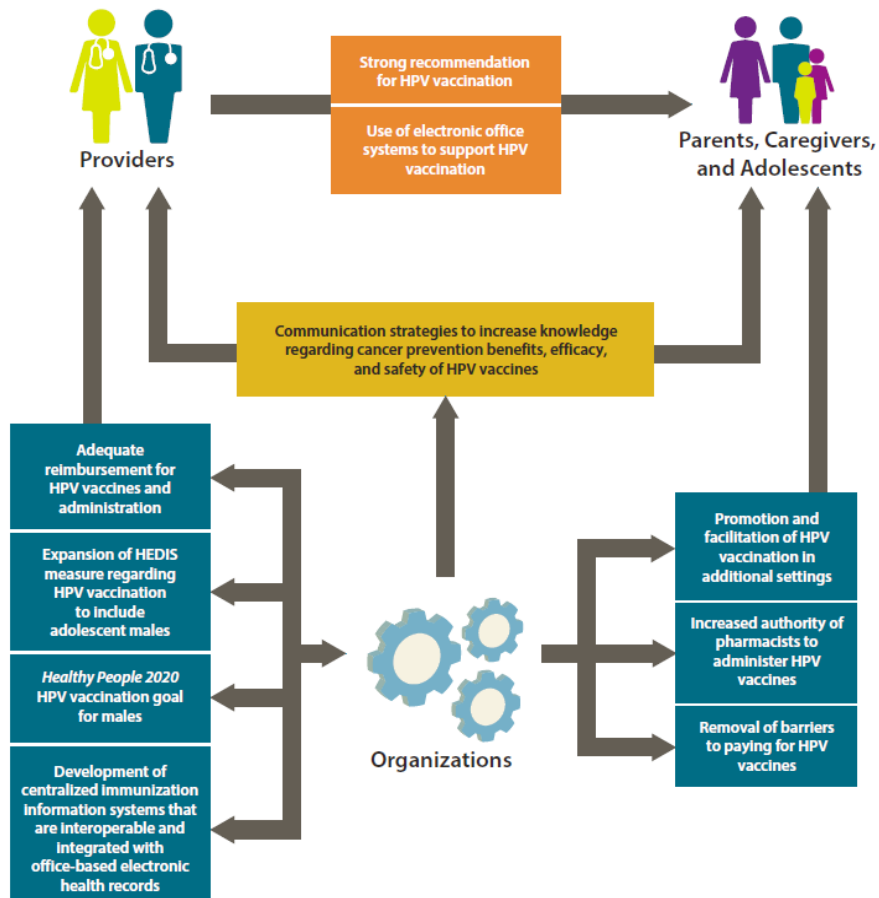 Strong recommendation
for HPV vaccination
Use of electronic office
systems to support HPV
vaccination
Providers
Parents, Caregivers,
and Adolescents
Communication strategies to increase knowledge
regarding cancer prevention benefits, efficacy,
and safety of HPV vaccines
Adequate
reimbursement for
HPV vaccines and
administration
Expansion of HEDIS
measure regarding
HPV vaccination
to include
adolescent males
Healthy People 2020
HPV vaccination goal
for males
Development of
centralized immunization
information systems that
are interoperable and
integrated with
office-based electronic
health records
Organizations
Promotion and
facilitation of HPV
vaccination in
additional settings
Increased authority of
pharmacists to
administer HPV
vaccines
Removal of barriers
to paying for HPV
vaccines